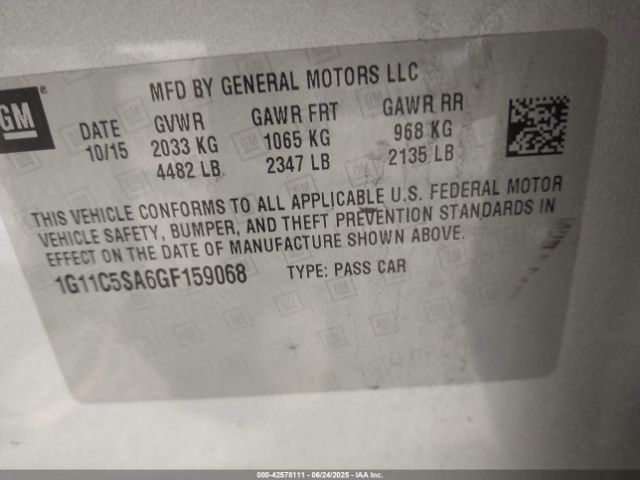 GM®
MFD BY GENERAL MOTORS LLC
DATE GVWR GAWR FRT GAWR RR
10/15 2033 KG 1065 KG 968 KG
4482 LB 2347 LB 2135 LB
THIS VEHICLE CONFORMS TO ALL APPLICABLE U.S. FEDERAL MOTOR
VEHICLE SAFETY, BUMPER, AND THEFT PREVENTION STANDARDS IN
EFFECT ON THE DATE OF MANUFACTURE SHOWN ABOVE.
1G11C5SA6GF159068 TYPE: PASS CAR
000-42578111 - 06/24/2025 - IAA Inc.